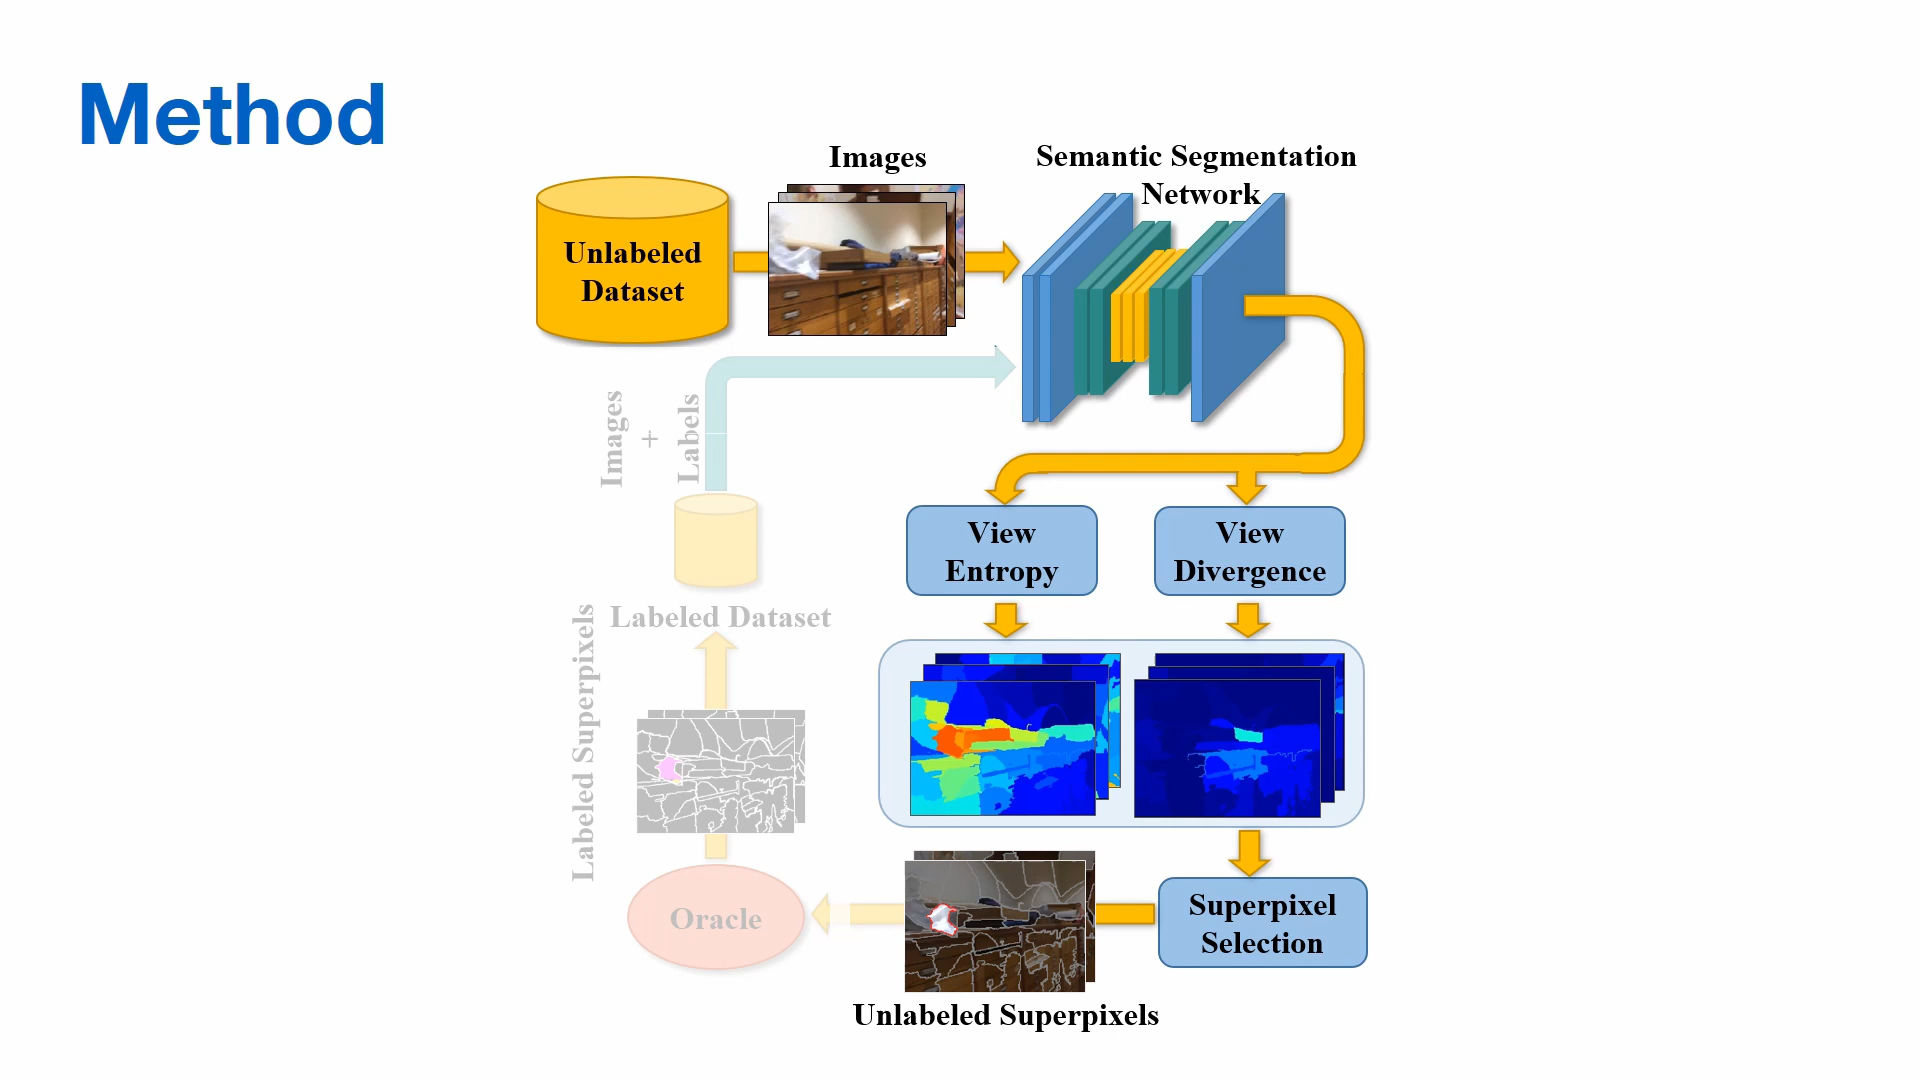 Method
Images
Semantic Segmentation
Network
Unlabeled
Dataset
Images
+
Labels
View
Entropy
View
Divergence
Labeled Dataset
Labeled Superpixels
Oracle
Superpixel
Selection
Unlabeled Superpixels